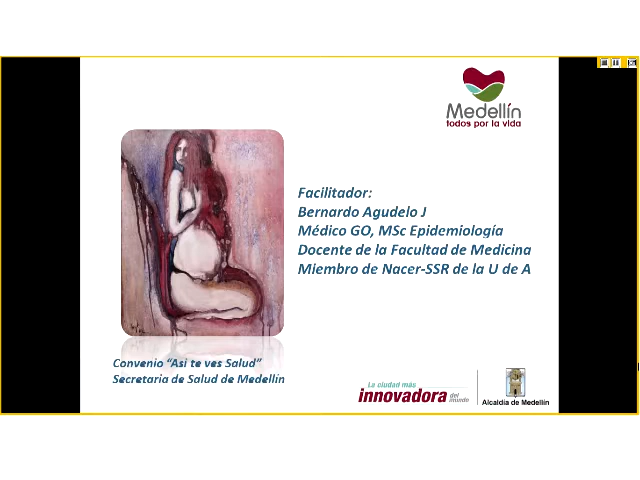 Medellín
todos por la vida
Facilitador:
Bernardo Agudelo J
Médico GO, MSc Epidemiología
Docente de la Facultad de Medicina
Miembro de Nacer-SSR de la U de A
Convenio “Asi te ves Salud”
Secretaria de Salud de Medellin
La ciudad más
innovadora del mundo
Alcaldía de Medellín